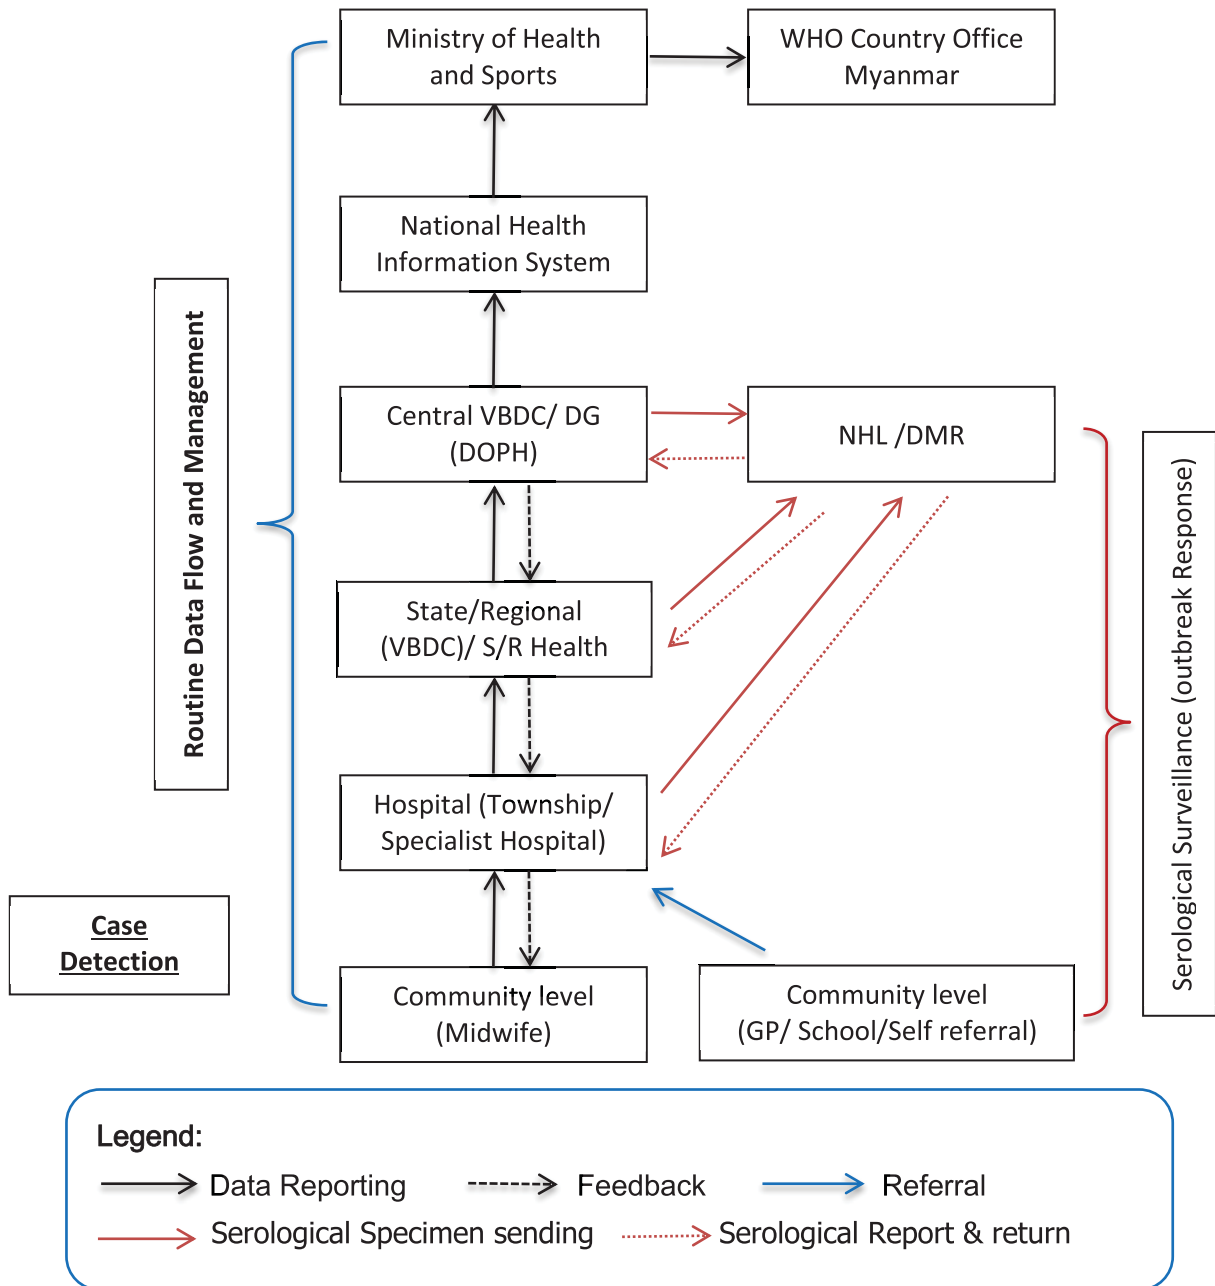 Ministry of Health
and Sports
WHO Country Office
Myanmar
National Health
Information System
Routine Data Flow and Management
Central VBDC/ DG
(DOPH)
NHL /DMR
Serological Surveillance (outbreak Response)
State/Regional
(VBDC)/ S/R Health
Hospital (Township/
Specialist Hospital)
Case
Detection
Community level
(Midwife)
Community level
(GP/ School/Self referral)
Legend:
Data Reporting
Feedback
Referral
Serological Specimen sending
Serological Report & return